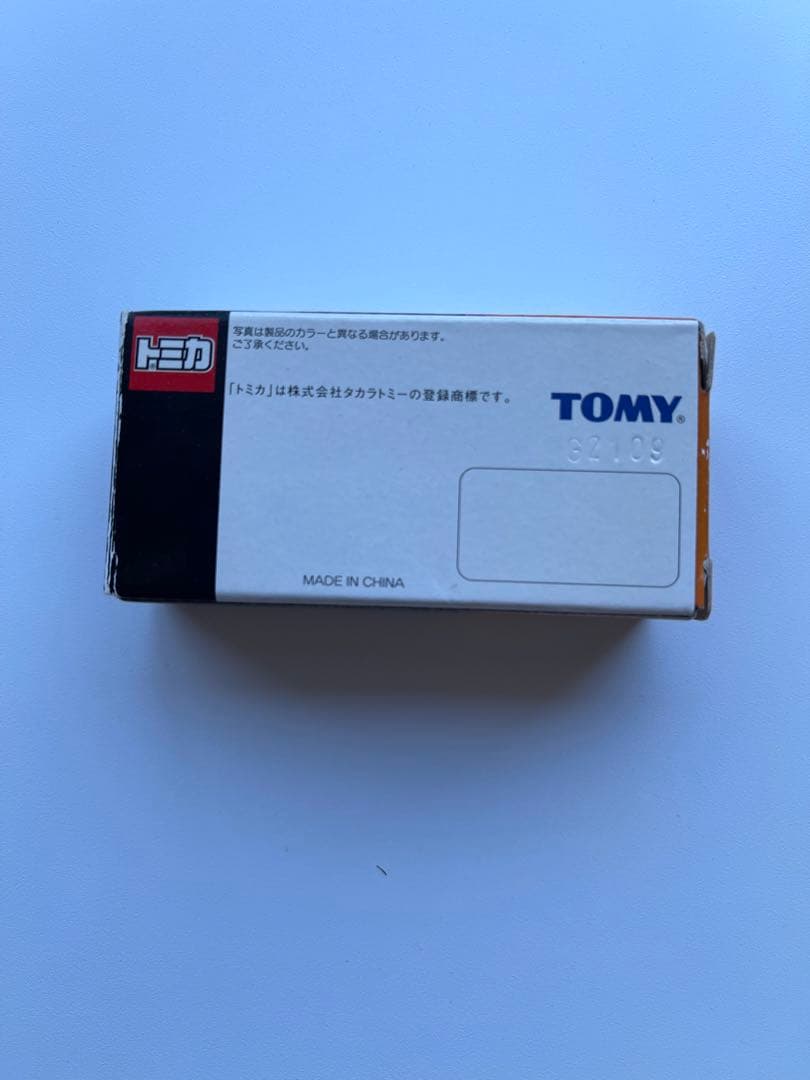 トミカ
写真は製品のカラーと異なる場合があります。
ご了承ください。
「トミカ」は株式会社タカラトミーの登録商標です。
TOMY®
GZ109
MADE IN CHINA